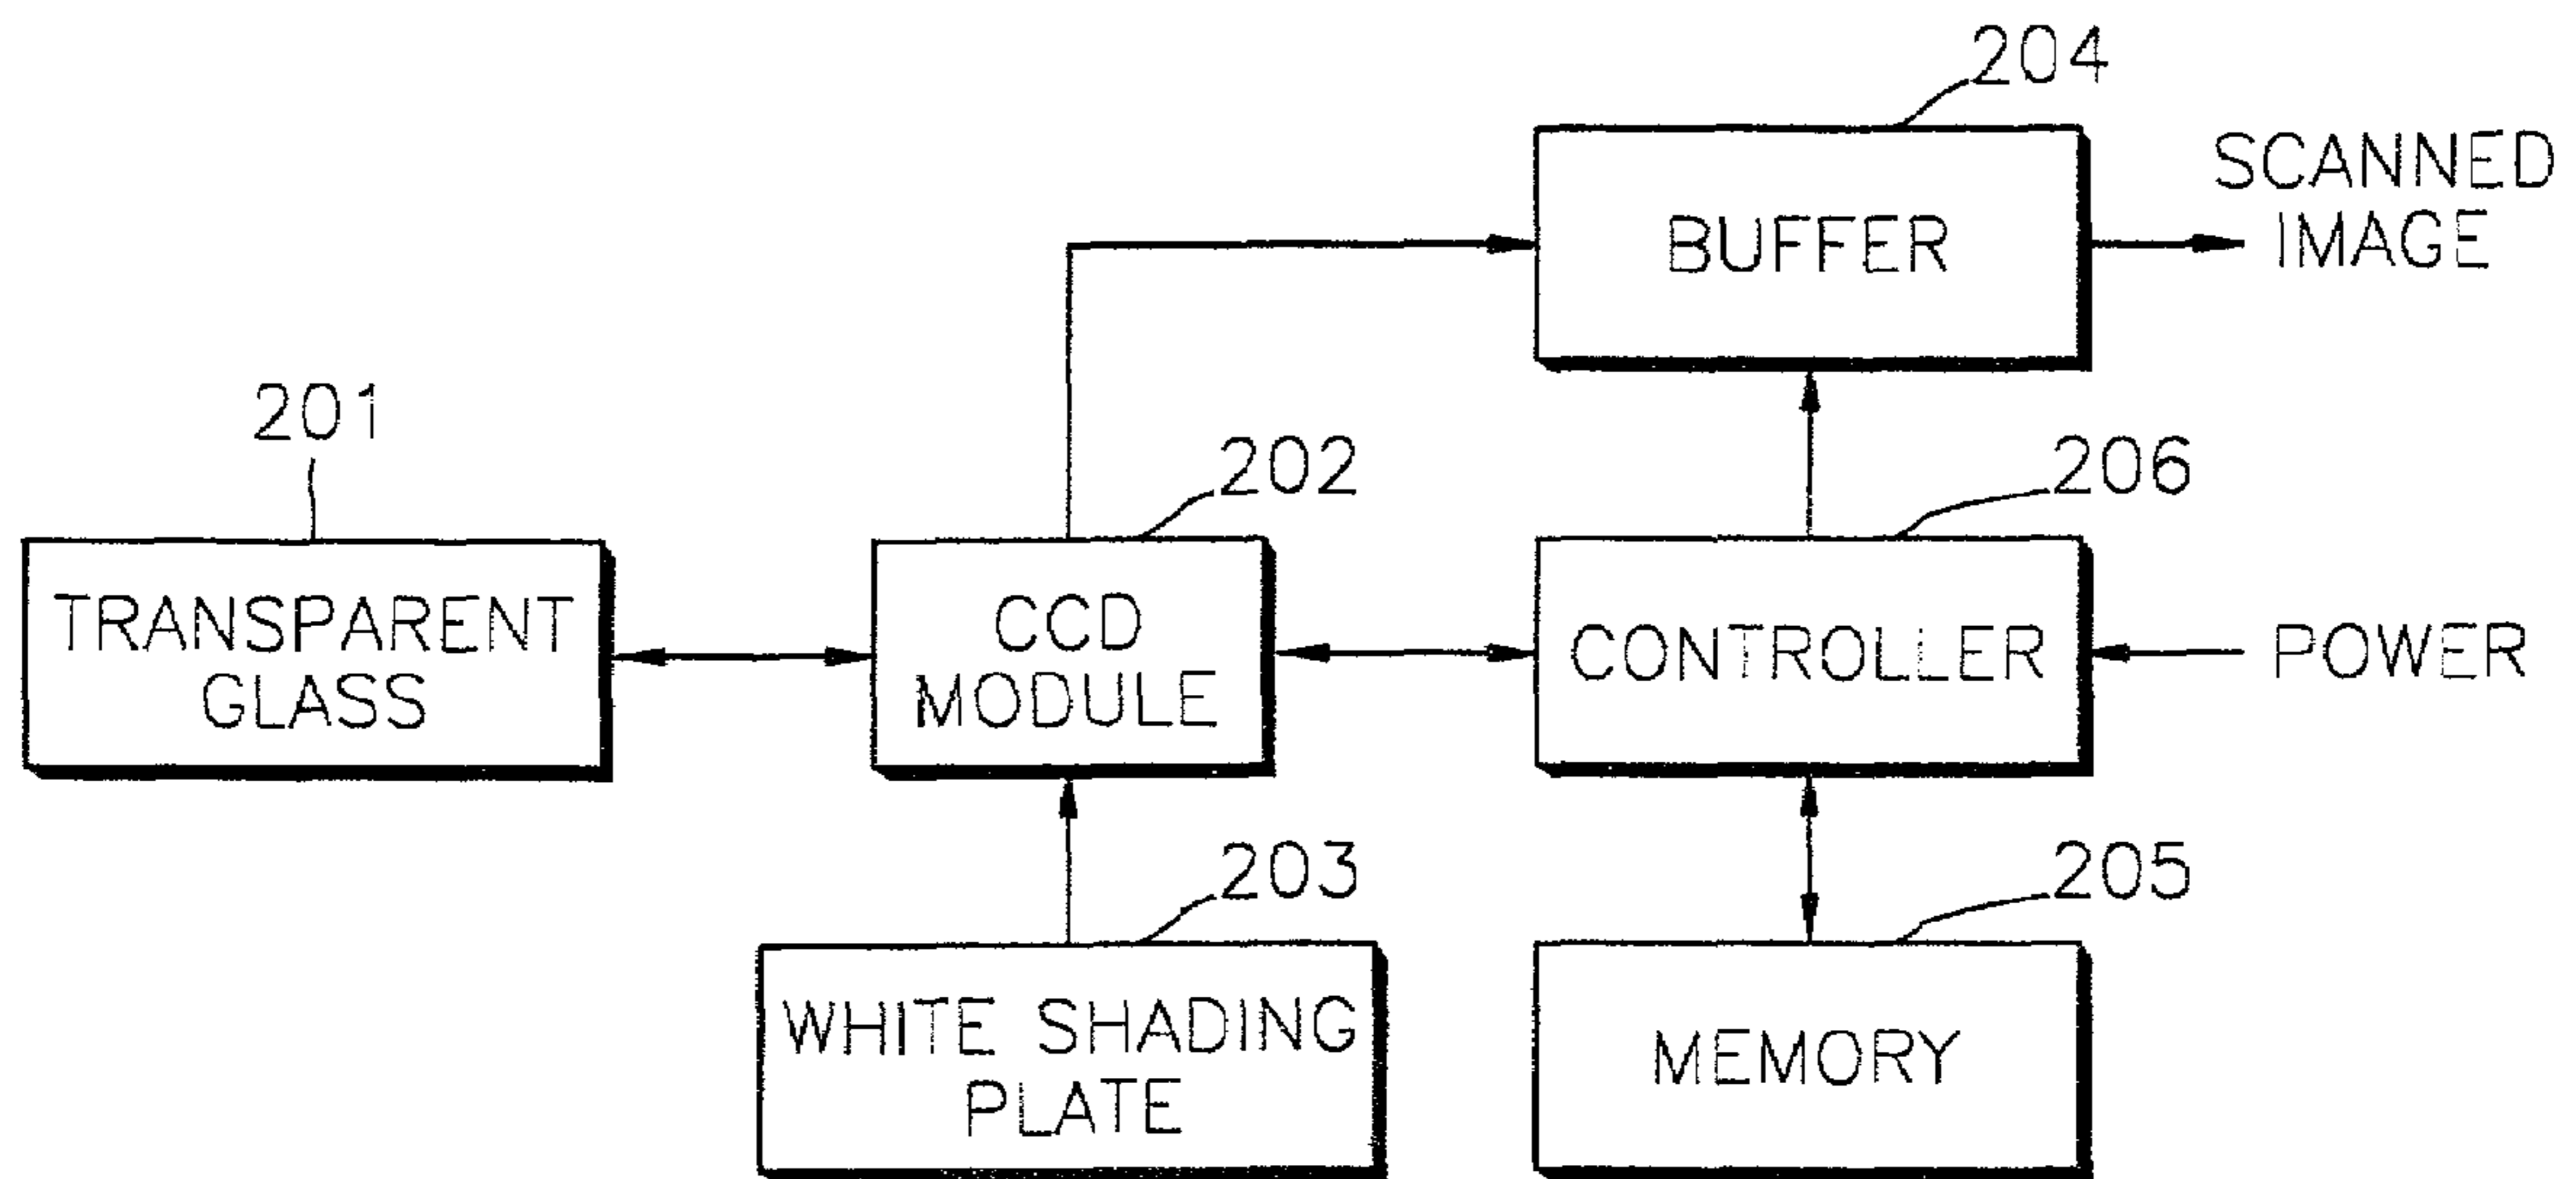 204
SCANNED
IMAGE
BUFFER
201
202
206
TRANSPARENT
GLASS
CCD
MODULE
CONTROLLER
POWER
203
205
WHITE SHADING
PLATE
MEMORY